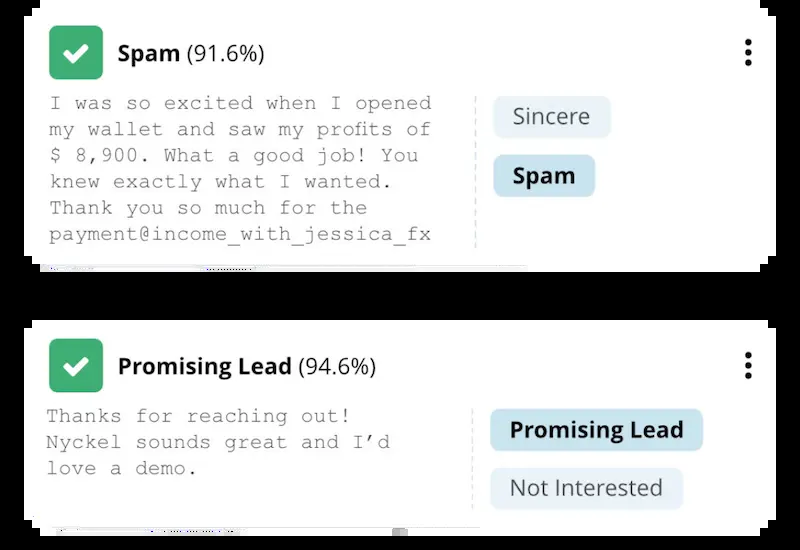 Spam (91.6%)
I was so excited when I opened
my wallet and saw my profits of
$ 8,900. What a good job! You
knew exactly what I wanted.
Thank you so much for the
payment@income_with_jessica_fx
Sincere
Spam
Promising Lead (94.6%)
Thanks for reaching out!
Nyckel sounds great and I’d
love a demo.
Promising Lead
Not Interested